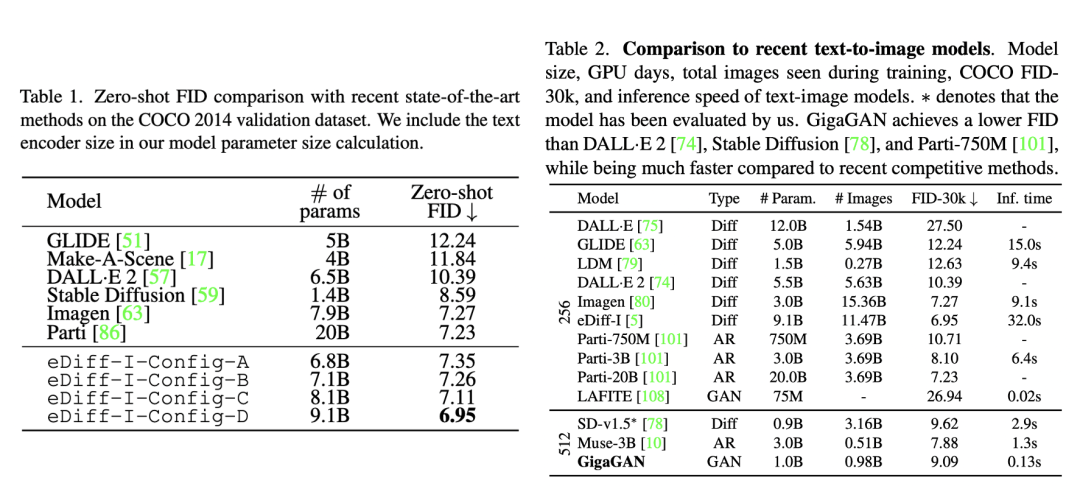 Table 1. Zero-shot FID comparison with recent state-of-the-art
methods on the COCO 2014 validation dataset. We include the text
encoder size in our model parameter size calculation.
Model # of params Zero-shot FID ↓
GLIDE [51] 5B 12.24
Make-A-Scene [17] 4B 11.84
DALL·E 2 [57] 6.5B 10.39
Stable Diffusion [59] 1.4B 8.59
Imagen [63] 7.9B 7.27
Parti [86] 20B 7.23
eDiff-I-Config-A 6.8B 7.35
eDiff-I-Config-B 7.1B 7.26
eDiff-I-Config-C 8.1B 7.11
eDiff-I-Config-D 9.1B 6.95
Table 2. Comparison to recent text-to-image models. Model
size, GPU days, total images seen during training, COCO FID-
30k, and inference speed of text-image models. * denotes that the
model has been evaluated by us. GigaGAN achieves a lower FID
than DALL·E 2 [74], Stable Diffusion [78], and Parti-750M [101],
while being much faster compared to recent competitive methods.
Model Type # Param. # Images FID-30k ↓ Inf. time
256
DALL·E [75] Diff 12.0B 1.54B 27.50 -
GLIDE [63] Diff 5.0B 5.94B 12.24 15.0s
LDM [79] Diff 1.5B 0.27B 12.63 9.4s
DALL·E 2 [74] Diff 5.5B 5.63B 10.39 -
Imagen [80] Diff 3.0B 15.36B 7.27 9.1s
eDiff-I [5] Diff 9.1B 11.47B 6.95 32.0s
Parti-750M [101] AR 750M 3.69B 10.71 -
Parti-3B [101] AR 3.0B 3.69B 8.10 6.4s
Parti-20B [101] AR 20.0B 3.69B 7.23 -
LAFITE [108] GAN 75M - 26.94 0.02s
512
SD-v1.5* [78] Diff 0.9B 3.16B 9.62 2.9s
Muse-3B [10] AR 3.0B 0.51B 7.88 1.3s
GigaGAN GAN 1.0B 0.98B 9.09 0.13s